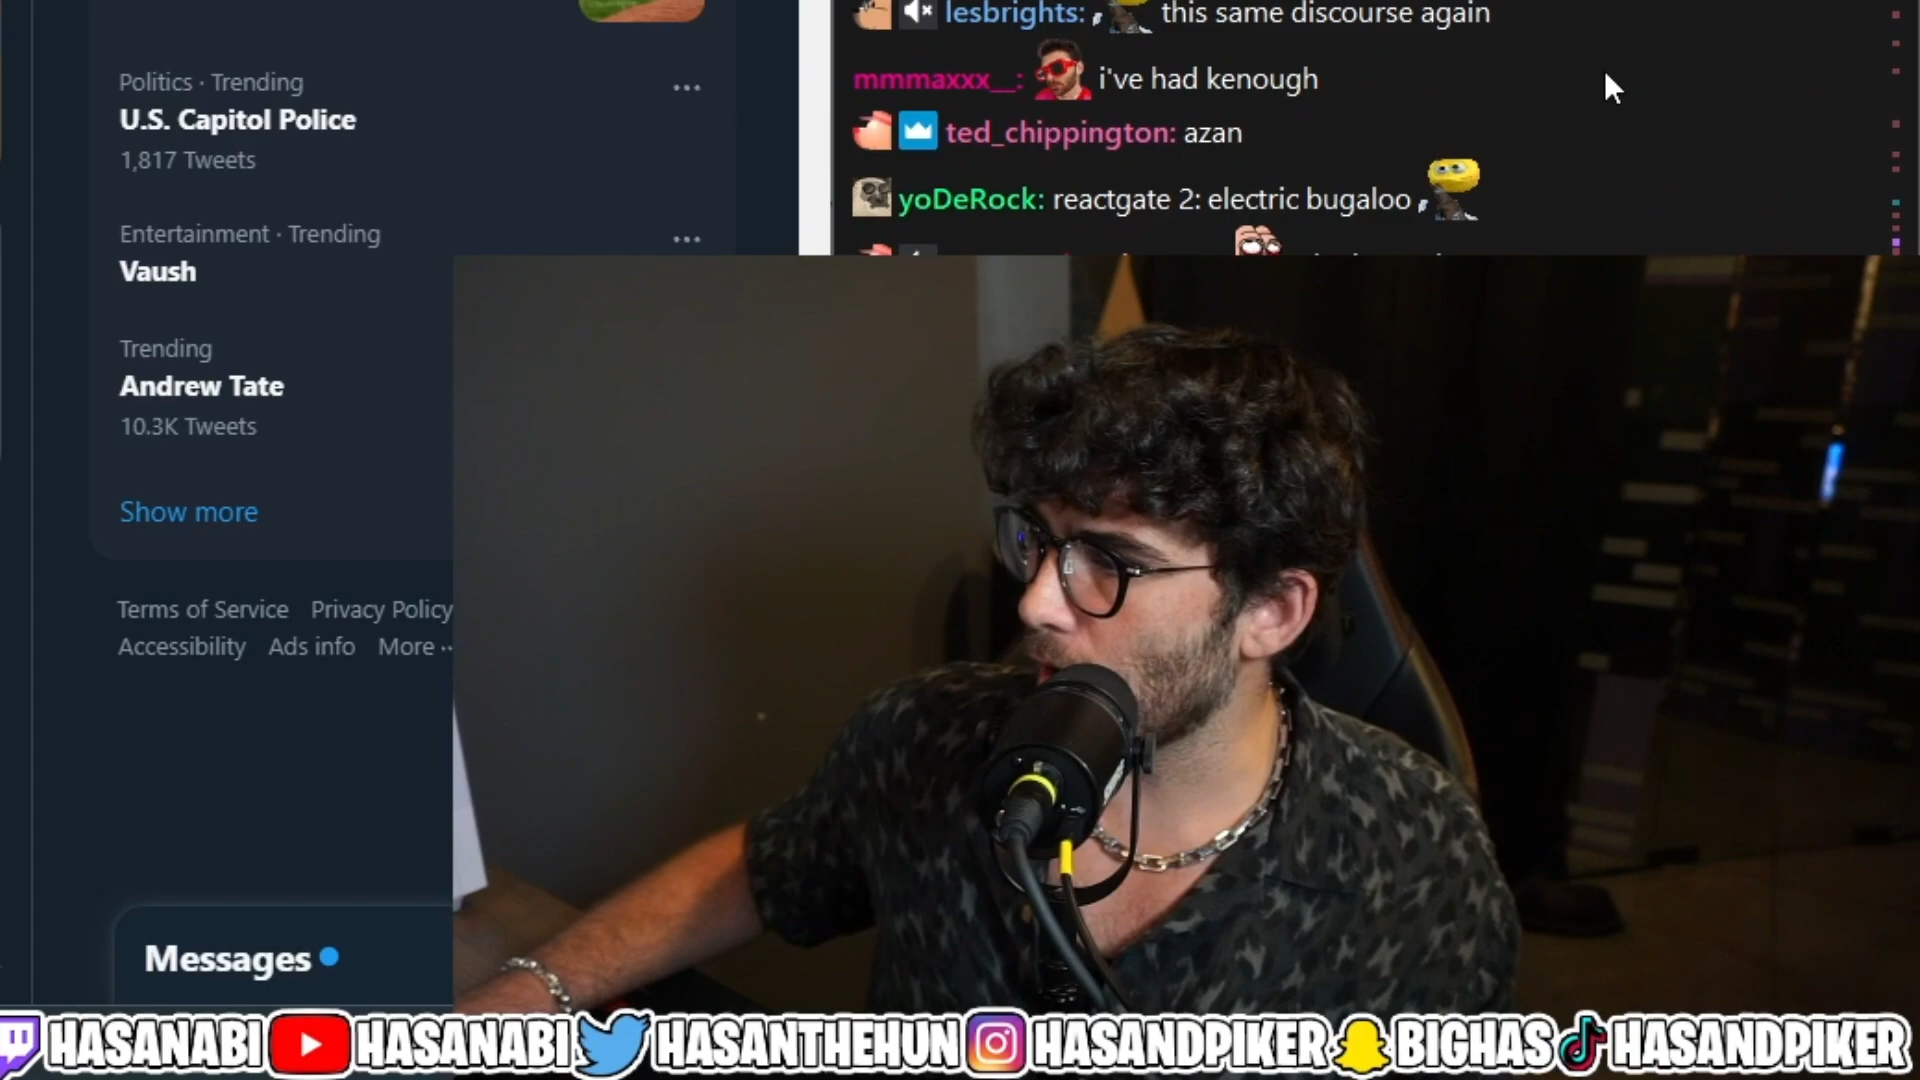 Politics · Trending
U.S. Capitol Police
1,817 Tweets
Entertainment · Trending
Vaush
Trending
Andrew Tate
10.3K Tweets
Show more
Terms of Service Privacy Policy
Accessibility Ads info More ··
Messages
lesbrights: this same discourse again
mmmaxxx__: i've had kenough
ted_chippington: azan
yoDeRock: reactgate 2: electric bugaloo
HASANABI HASANABI HASANTHEHUN HASANDPIKER BIGHAS HASANDPIKER